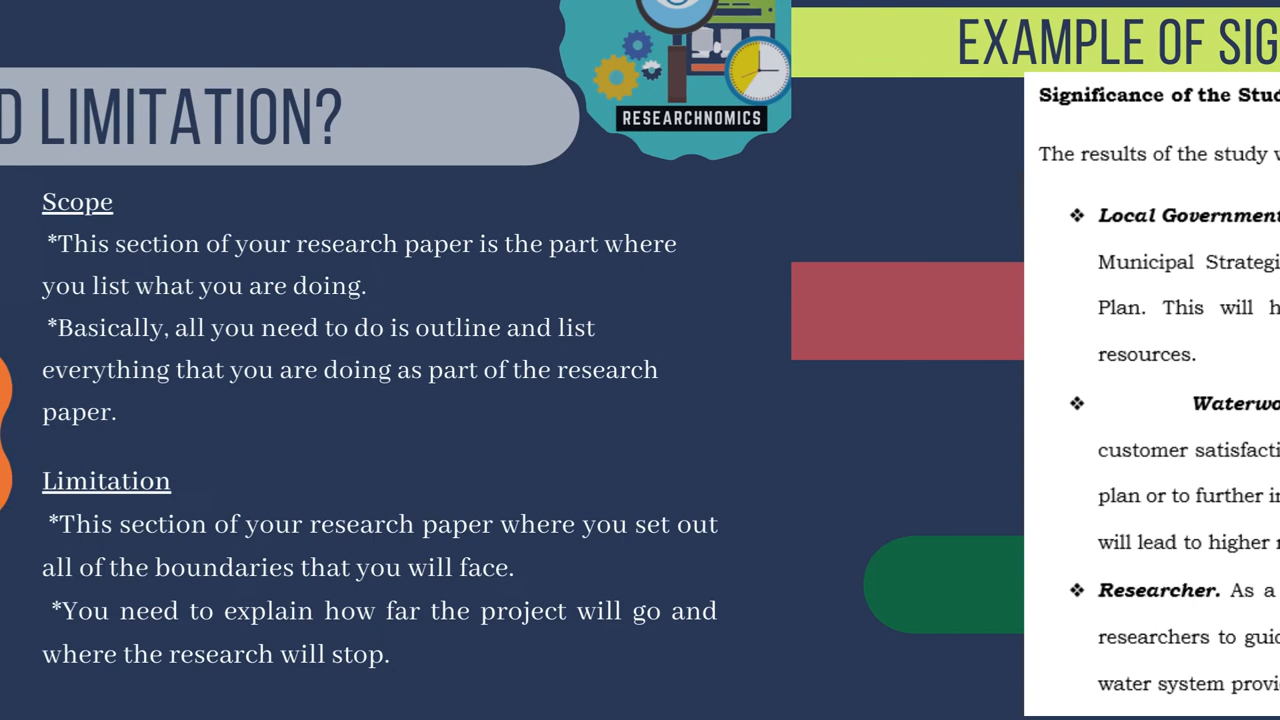 D LIMITATION?
Scope
*This section of your research paper is the part where
you list what you are doing.
*Basically, all you need to do is outline and list
everything that you are doing as part of the research
paper.
Limitation
*This section of your research paper where you set out
all of the boundaries that you will face.
*You need to explain how far the project will go and
where the research will stop.
RESEARCHNOMICS
EXAMPLE OF SIG
Significance of the Stud
The results of the study
❖ Local Government
Municipal Strategi
Plan. This will h
resources.
❖ Waterwo
customer satisfacti
plan or to further i
will lead to higher
❖ Researcher. As a
researchers to guid
water system provi